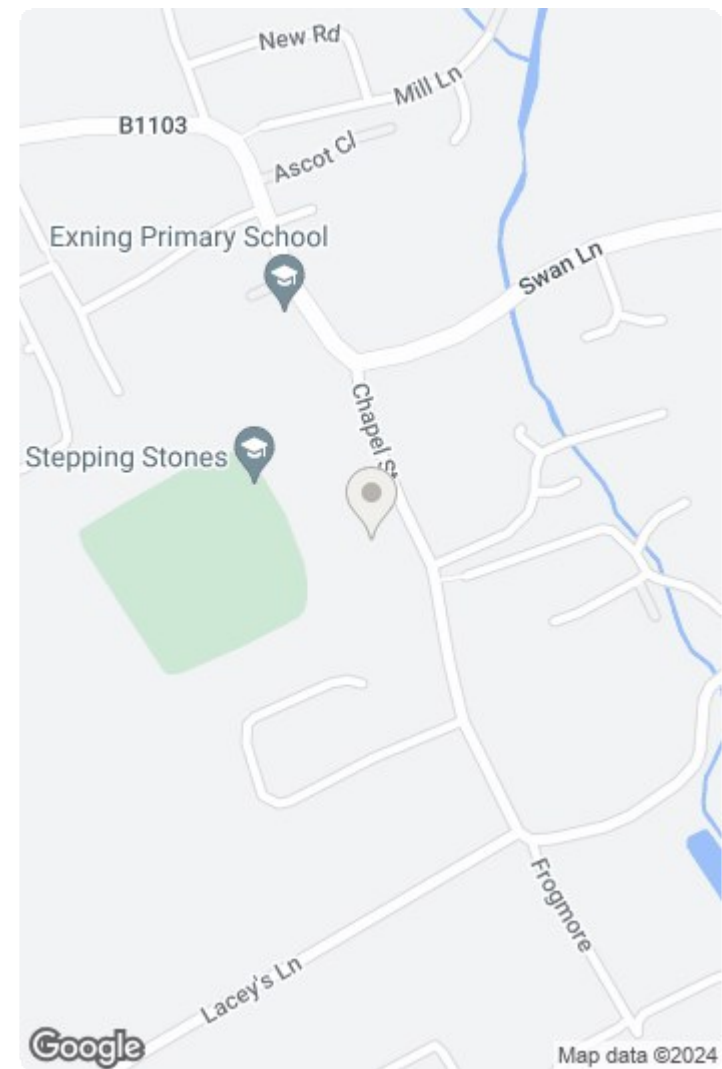 New Rd
Mill Ln
B1103
Ascot Cl
Exning Primary School
Swan Ln
Chapel St
Stepping Stones
Frogmore
Lacey's Ln
Google
Map data ©2024